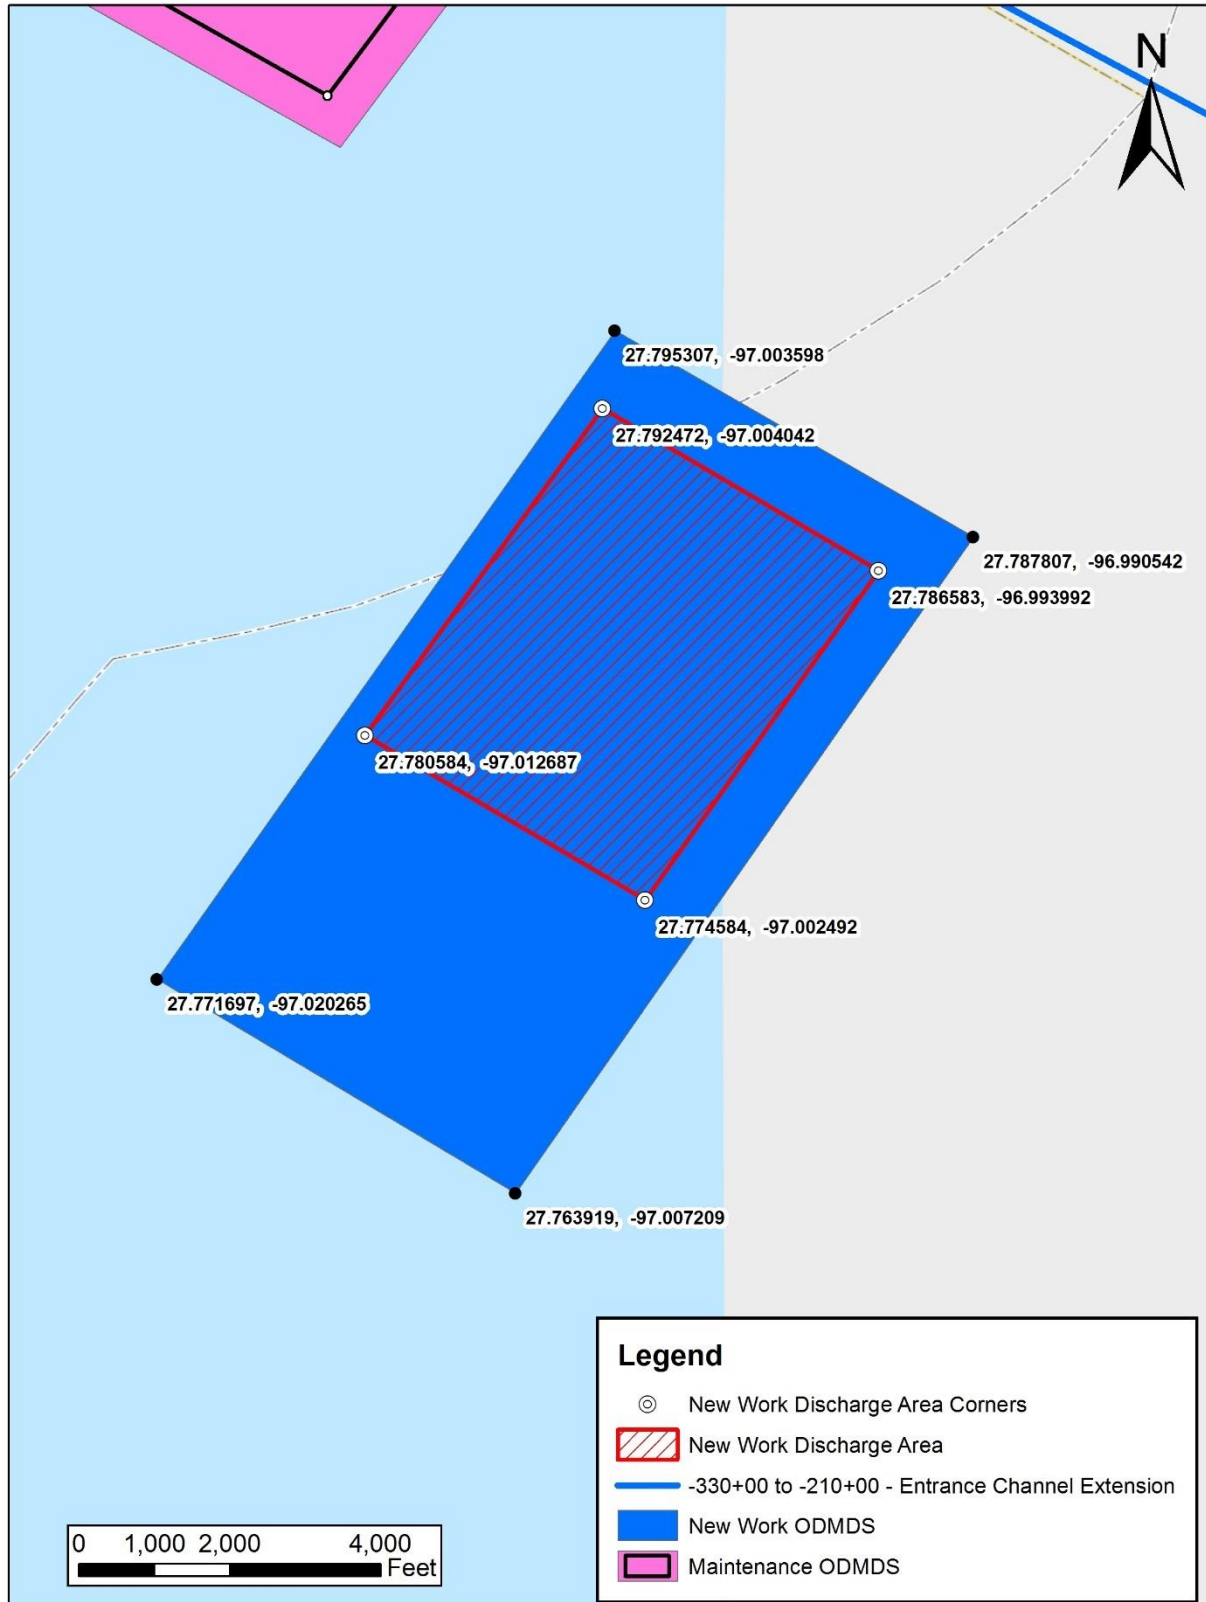 N
27.795307, -97.003598
27.792472, -97.004042
27.787807, -96.990542
27.786583, -96.993992
27.780584, -97.012687
27.774584, -97.002492
27.771697, -97.020265
27.763919, -97.007209
Legend
New Work Discharge Area Corners
New Work Discharge Area
-330+00 to -210+00 - Entrance Channel Extension
New Work ODMDS
Maintenance ODMDS
0 1,000 2,000 4,000
Feet